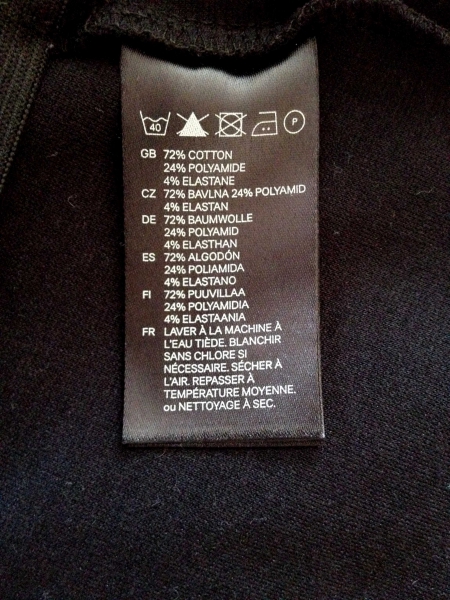 40 P
GB 72% COTTON
24% POLYAMIDE
4% ELASTANE
CZ 72% BAVLNA 24% POLYAMID
4% ELASTAN
DE 72% BAUMWOLLE
24% POLYAMID
4% ELASTHAN
ES 72% ALGODÓN
24% POLIAMIDA
4% ELASTANO
FI 72% PUUVILLAA
24% POLYAMIDIA
4% ELASTAANIA
FR LAVER À LA MACHINE À
L'EAU TIÈDE. BLANCHIR
SANS CHLORE SI
NÉCESSAIRE. SÉCHER À
L'AIR. REPASSER À
TEMPÉRATURE MOYENNE.
ou NETTOYAGE À SEC.